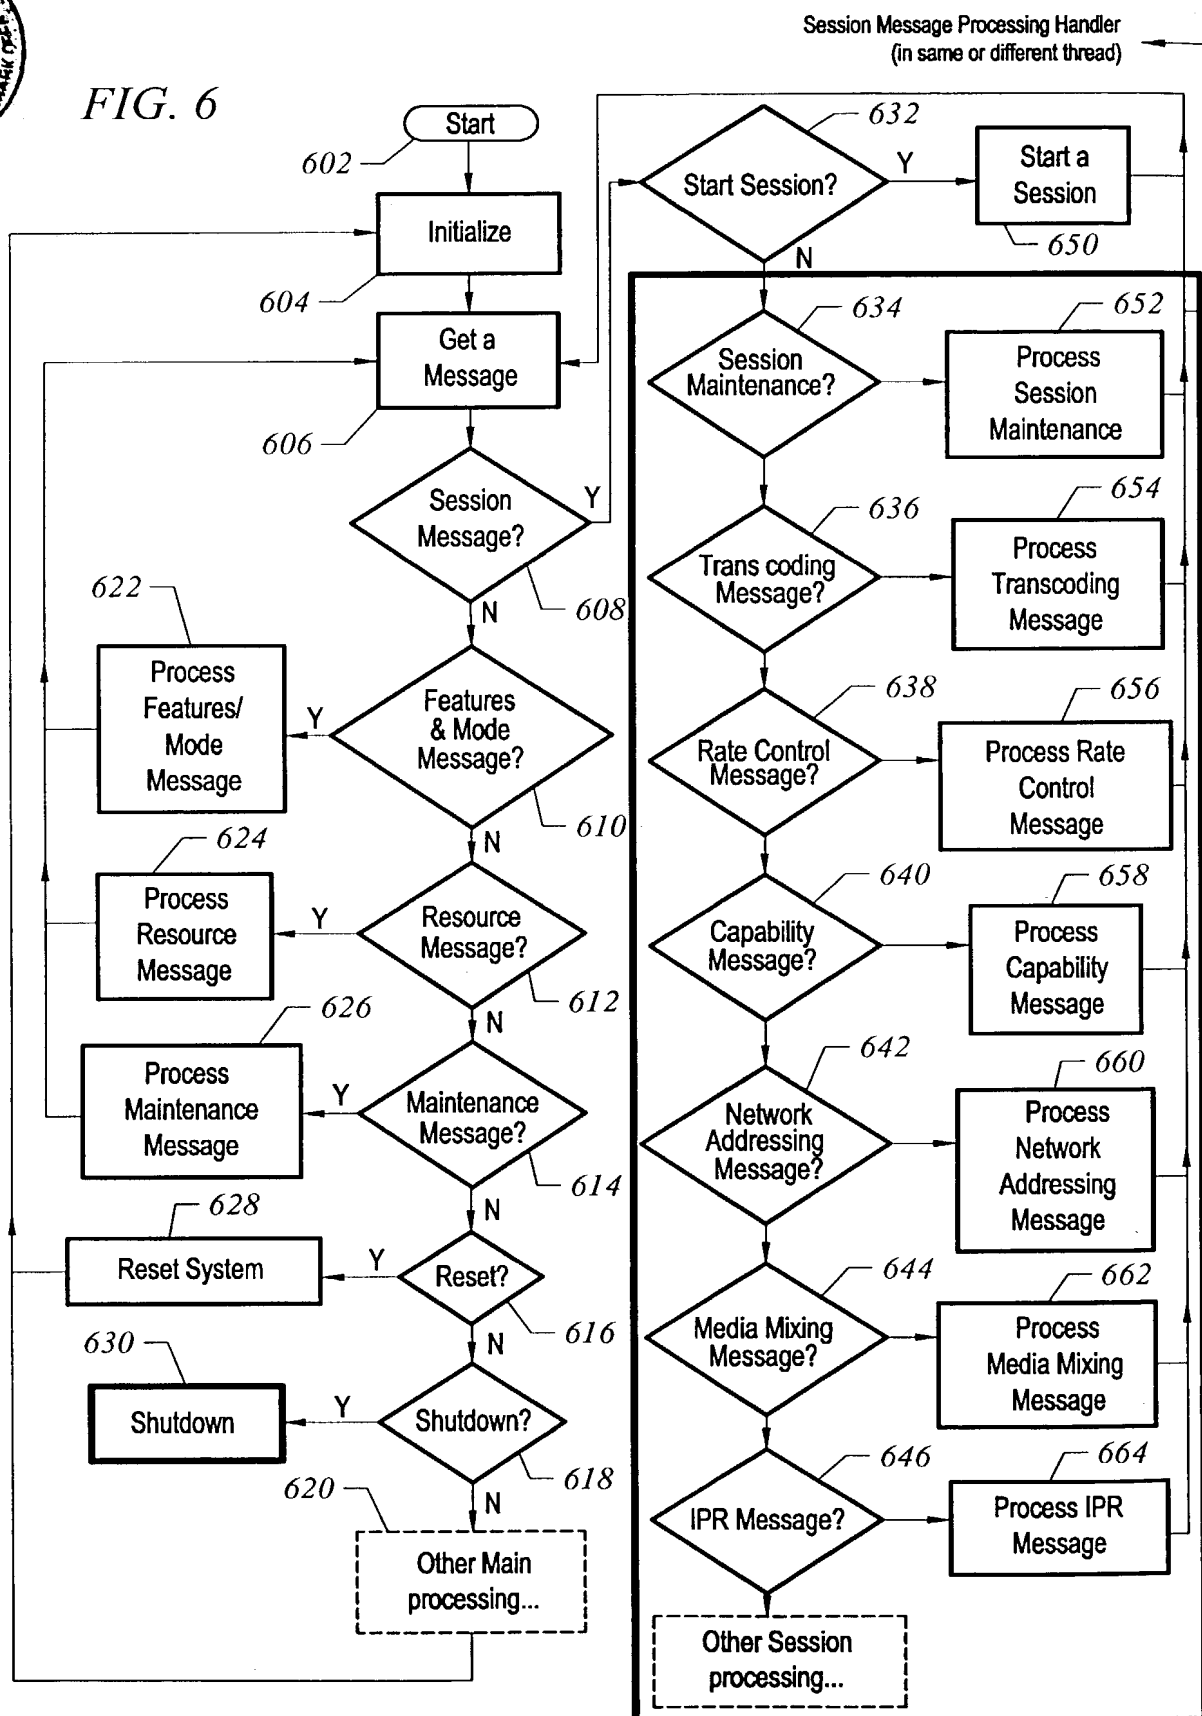 Session Message Processing Handler
(in same or different thread)
FIG. 6
Start
602
Initialize
604
Get a
Message
606
Session
Message?
Y
608
N
622
Process
Features/
Mode
Message
Y
Features
& Mode
Message?
610
N
624
Process
Resource
Message
Y
Resource
Message?
612
N
626
Process
Maintenance
Message
Y
Maintenance
Message?
614
N
628
Reset System
Y
Reset?
616
N
630
Shutdown
Y
Shutdown?
618
N
620
Other Main
processing...
632
Start Session?
Y
Start a
Session
650
N
634
Session
Maintenance?
652
Process
Session
Maintenance
636
Trans coding
Message?
654
Process
Transcoding
Message
638
Rate Control
Message?
656
Process Rate
Control
Message
640
Capability
Message?
658
Process
Capability
Message
642
Network
Addressing
Message?
660
Process
Network
Addressing
Message
644
Media Mixing
Message?
662
Process
Media Mixing
Message
646
IPR Message?
664
Process IPR
Message
Other Session
processing...